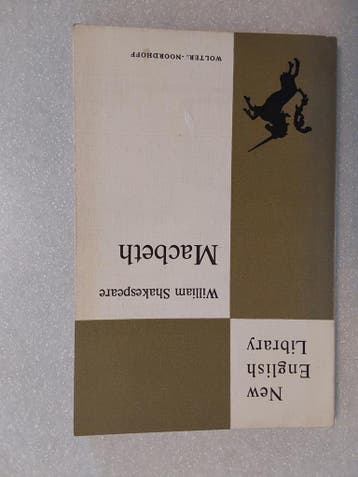 New
English
Library
William Shakespeare
Macbeth
WOLTERS-NOORDHOFF